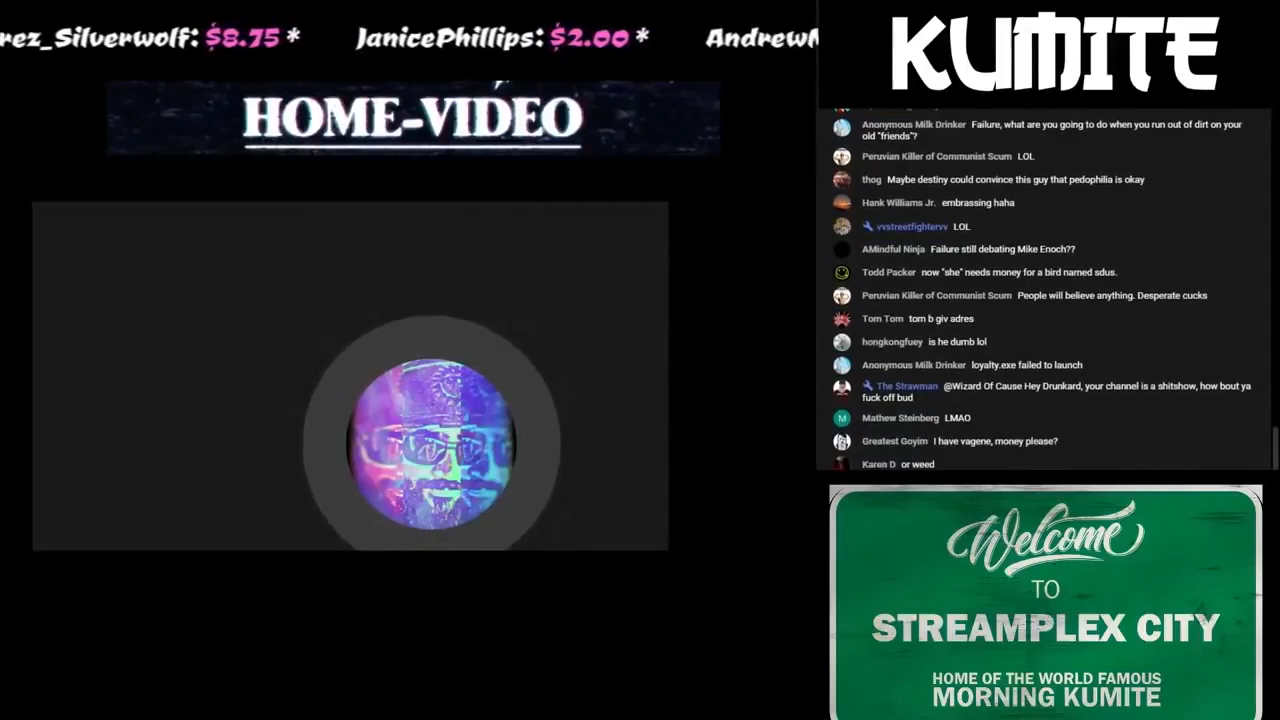 rez_Silverwolf: $8.75 * JanicePhillips: $2.00 * Andrew
KUMITE
HOME-VIDEO
Anonymous Milk Drinker Failure, what are you going to do when you run out of dirt on your
old "friends"?
Peruvian Killer of Communist Scum LOL
thog Maybe destiny could convince this guy that pedophilia is okay
Hank Williams Jr. embrassing haha
vvstreetfightervv LOL
AMindful Ninja Failure still debating Mike Enoch??
Todd Packer now "she" needs money for a bird named sdus.
Peruvian Killer of Communist Scum People will believe anything. Desperate cucks
Tom Tom tom b giv adres
hongkongfuey is he dumb lol
Anonymous Milk Drinker loyalty.exe failed to launch
The Strawman @Wizard Of Cause Hey Drunkard, your channel is a shitshow, how bout ya
fuck off bud
M Mathew Steinberg LMAO
Greatest Goyim I have vagene, money please?
Karen D or weed
Welcome
TO
STREAMPLEX CITY
HOME OF THE WORLD FAMOUS
MORNING KUMITE